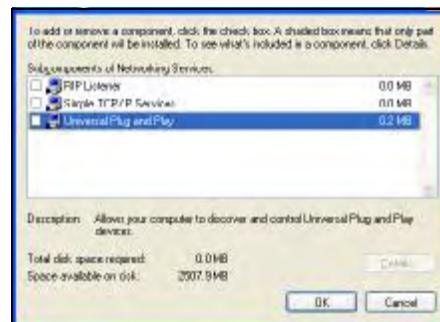 To add or remove a component, click the check box. A shaded box means that only part
of the component will be installed. To see what's included in a component, click Details.
Subcomponents of Networking Services:
RIP Listener 0.0 MB
Simple TCP/IP Services 0.0 MB
Universal Plug and Play 0.2 MB
Description: Allows your computer to discover and control Universal Plug and Play
devices.
Total disk space required: 0.0 MB
Details...
Space available on disk: 2907.9 MB
OK Cancel